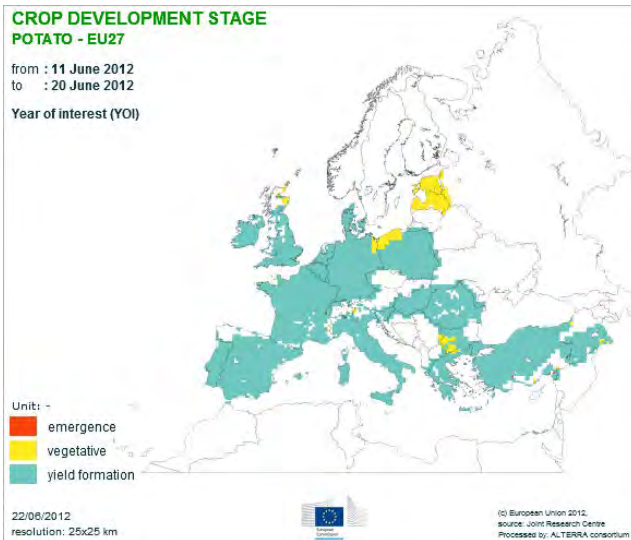 CROP DEVELOPMENT STAGE
POTATO - EU27
from : 11 June 2012
to : 20 June 2012
Year of interest (YOI)
Unit: -
emergence
vegetative
yield formation
22/06/2012
resolution: 25x25 km
European
Commission
(c) European Union 2012,
source: Joint Research Centre
Processed by: ALTERRA consortium